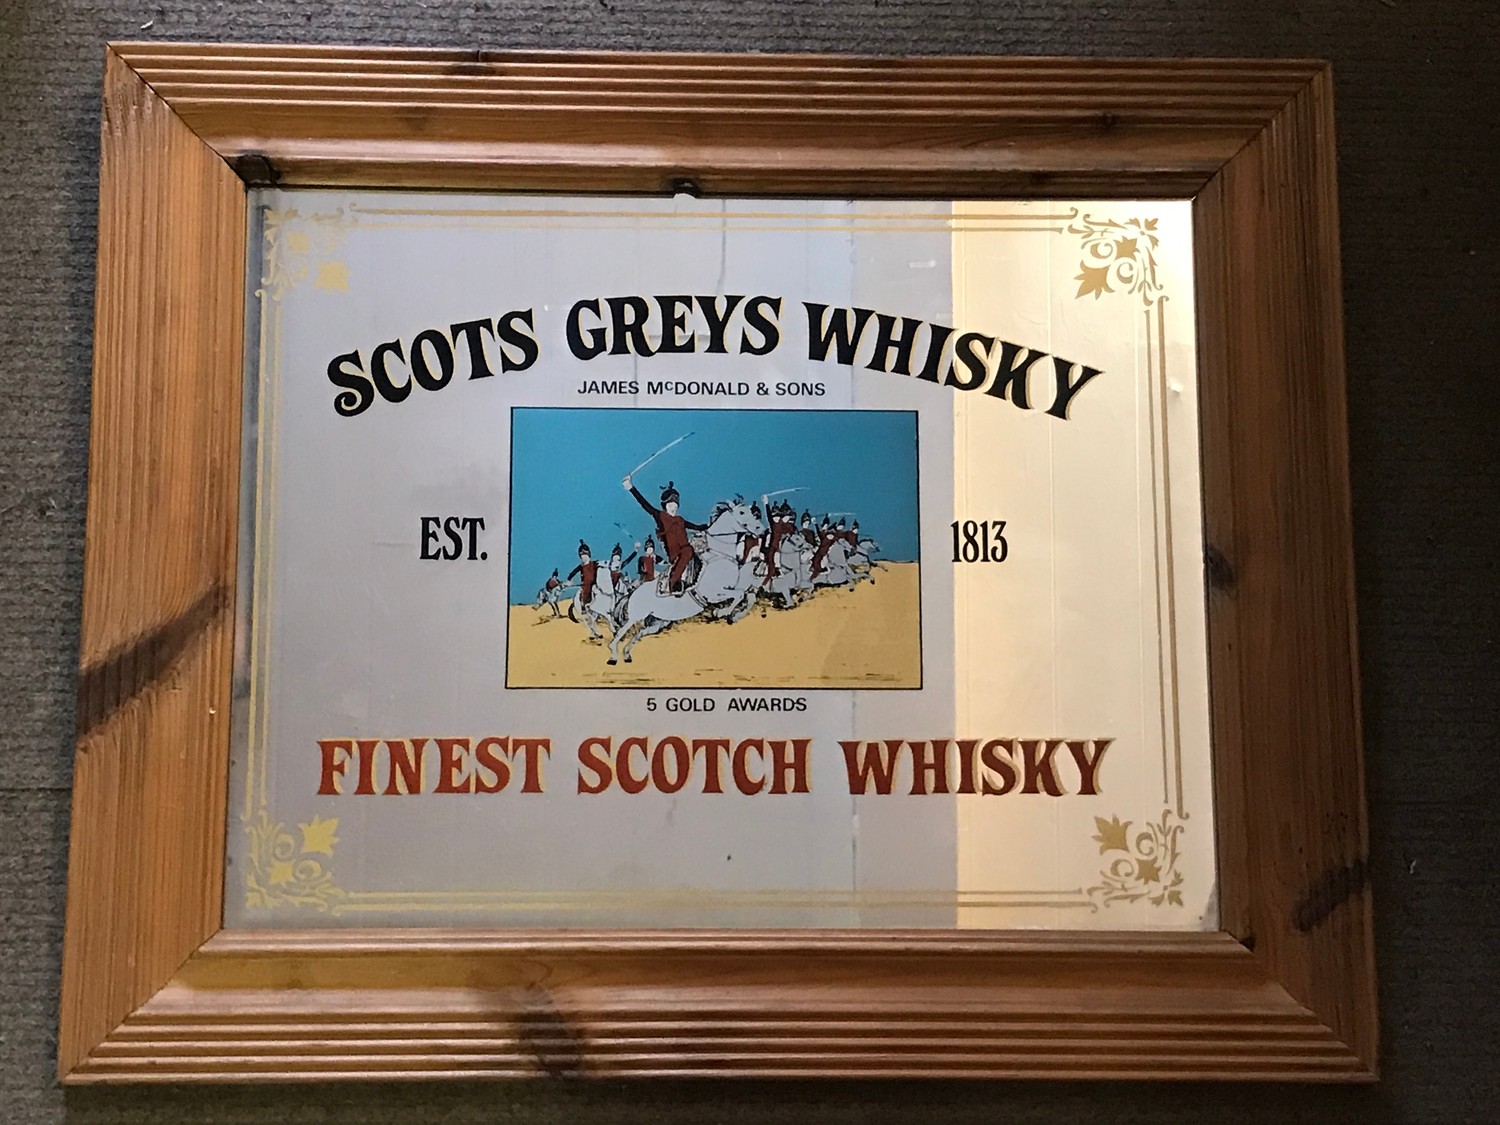 SCOTS GREYS WHISKY
JAMES McDONALD & SONS
EST. 1813
5 GOLD AWARDS
FINEST SCOTCH WHISKY